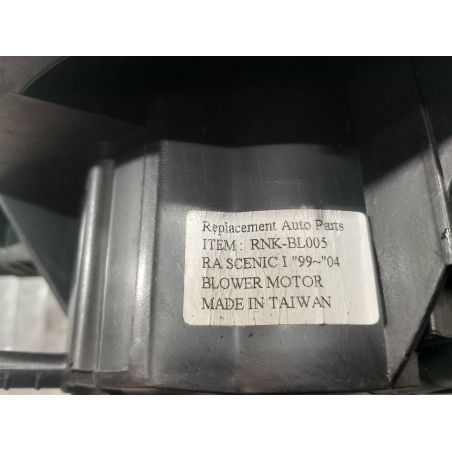 Replacement Auto Parts
ITEM : RNK-BL005
RA SCENIC I "99~"04
BLOWER MOTOR
MADE IN TAIWAN